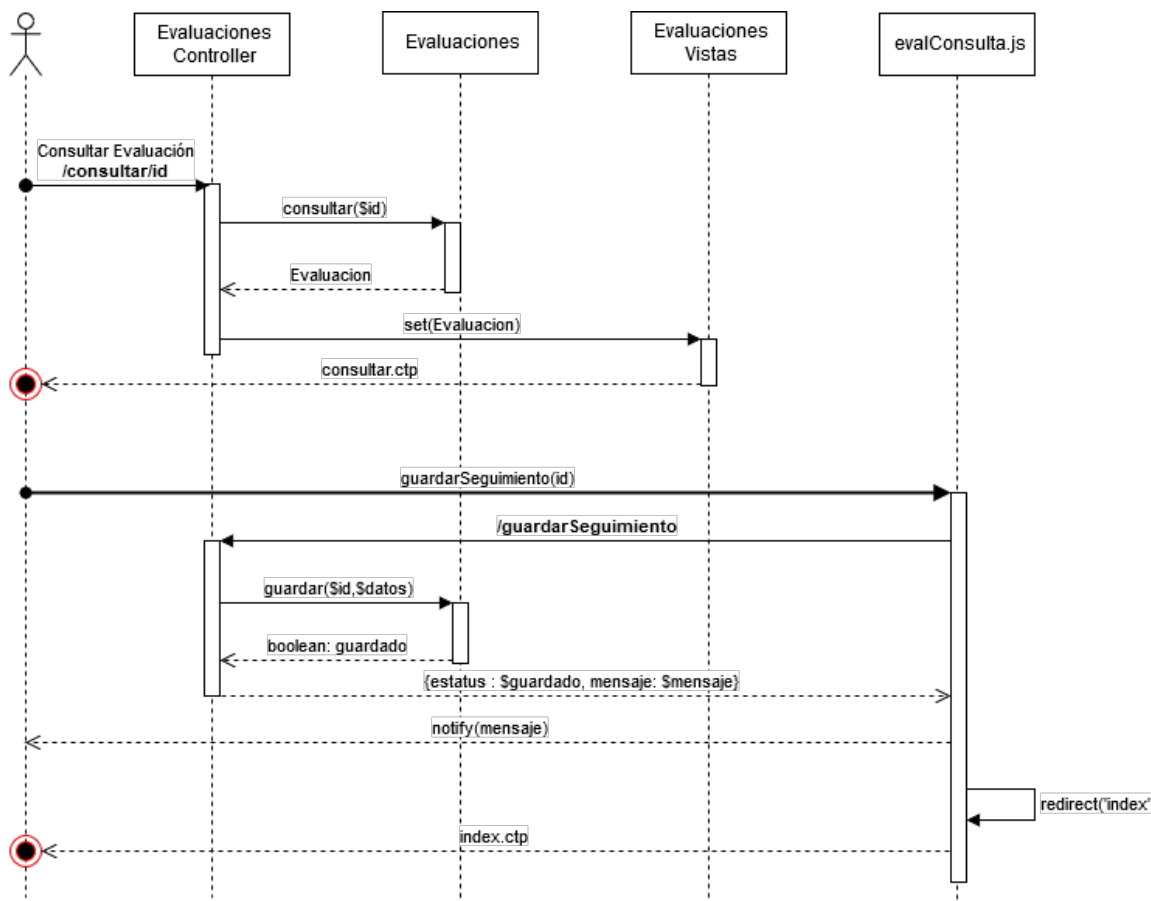 Evaluaciones
Controller
Evaluaciones
Evaluaciones
Vistas
evalConsulta.js
Consultar Evaluación
/consultar/id
consultar($id)
Evaluacion
set(Evaluacion)
consultar.ctp
guardarSeguimiento(id)
/guardarSeguimiento
guardar($id,$datos)
boolean: guardado
{estatus : $guardado, mensaje: $mensaje}
notify(mensaje)
redirect('index'
index.ctp